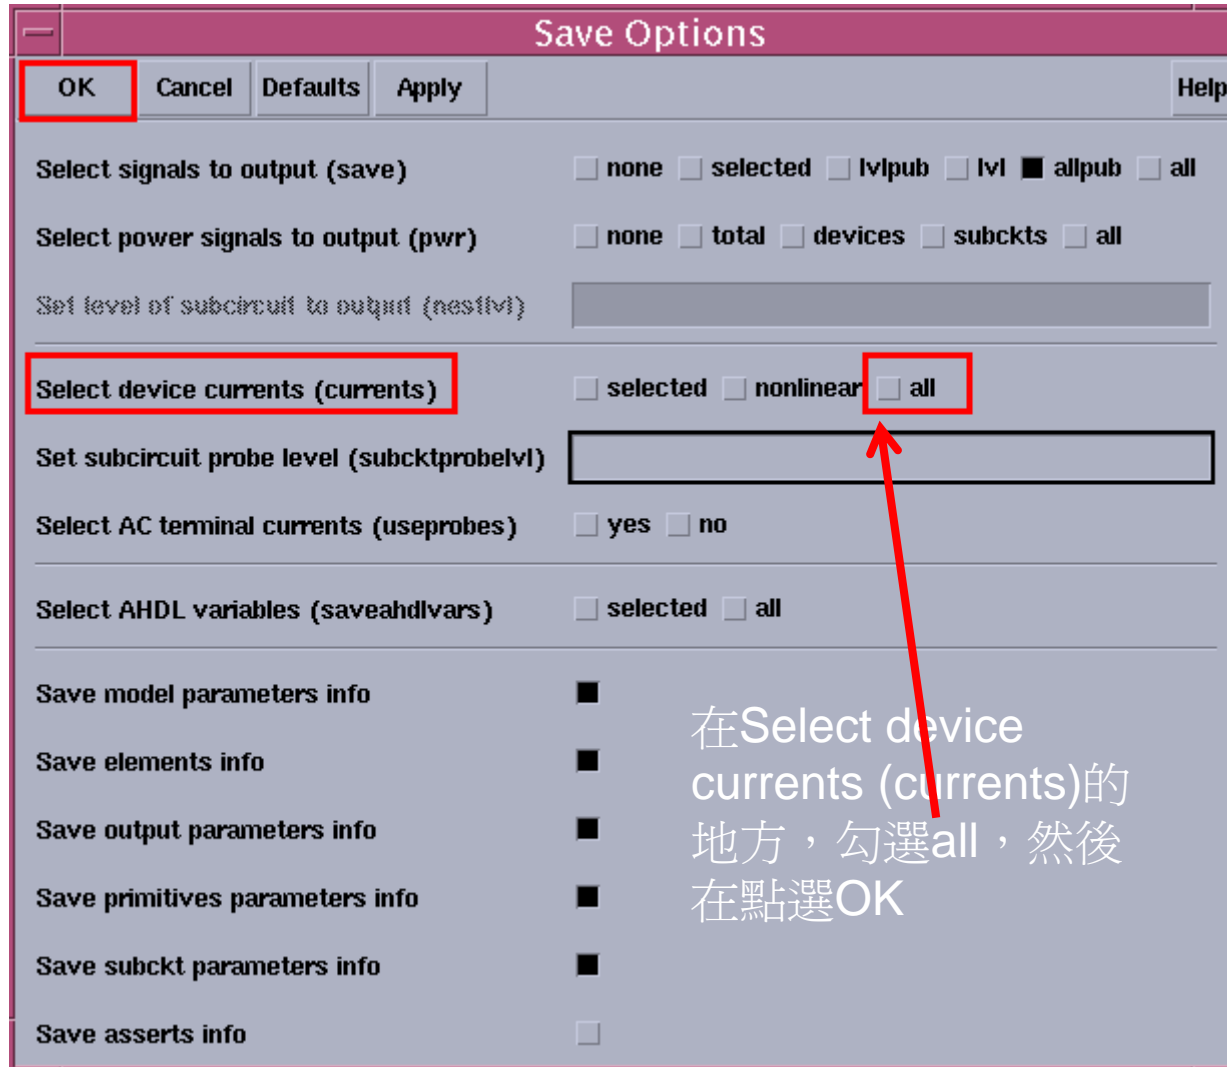 Save Options
OK Cancel Defaults Apply Help
Select signals to output (save) none selected lvlpub lvl allpub all
Select power signals to output (pwr) none total devices subckts all
Set level of subcircuit to output (nestlvl)
Select device currents (currents) selected nonlinear all
Set subcircuit probe level (subcktprobelvl)
Select AC terminal currents (useprobes) yes no
Select AHDL variables (saveahdlvars) selected all
Save model parameters info
Save elements info
Save output parameters info
Save primitives parameters info
Save subckt parameters info
Save asserts info
在Select device
currents (currents)的
地方，勾選all，然後
在點選OK